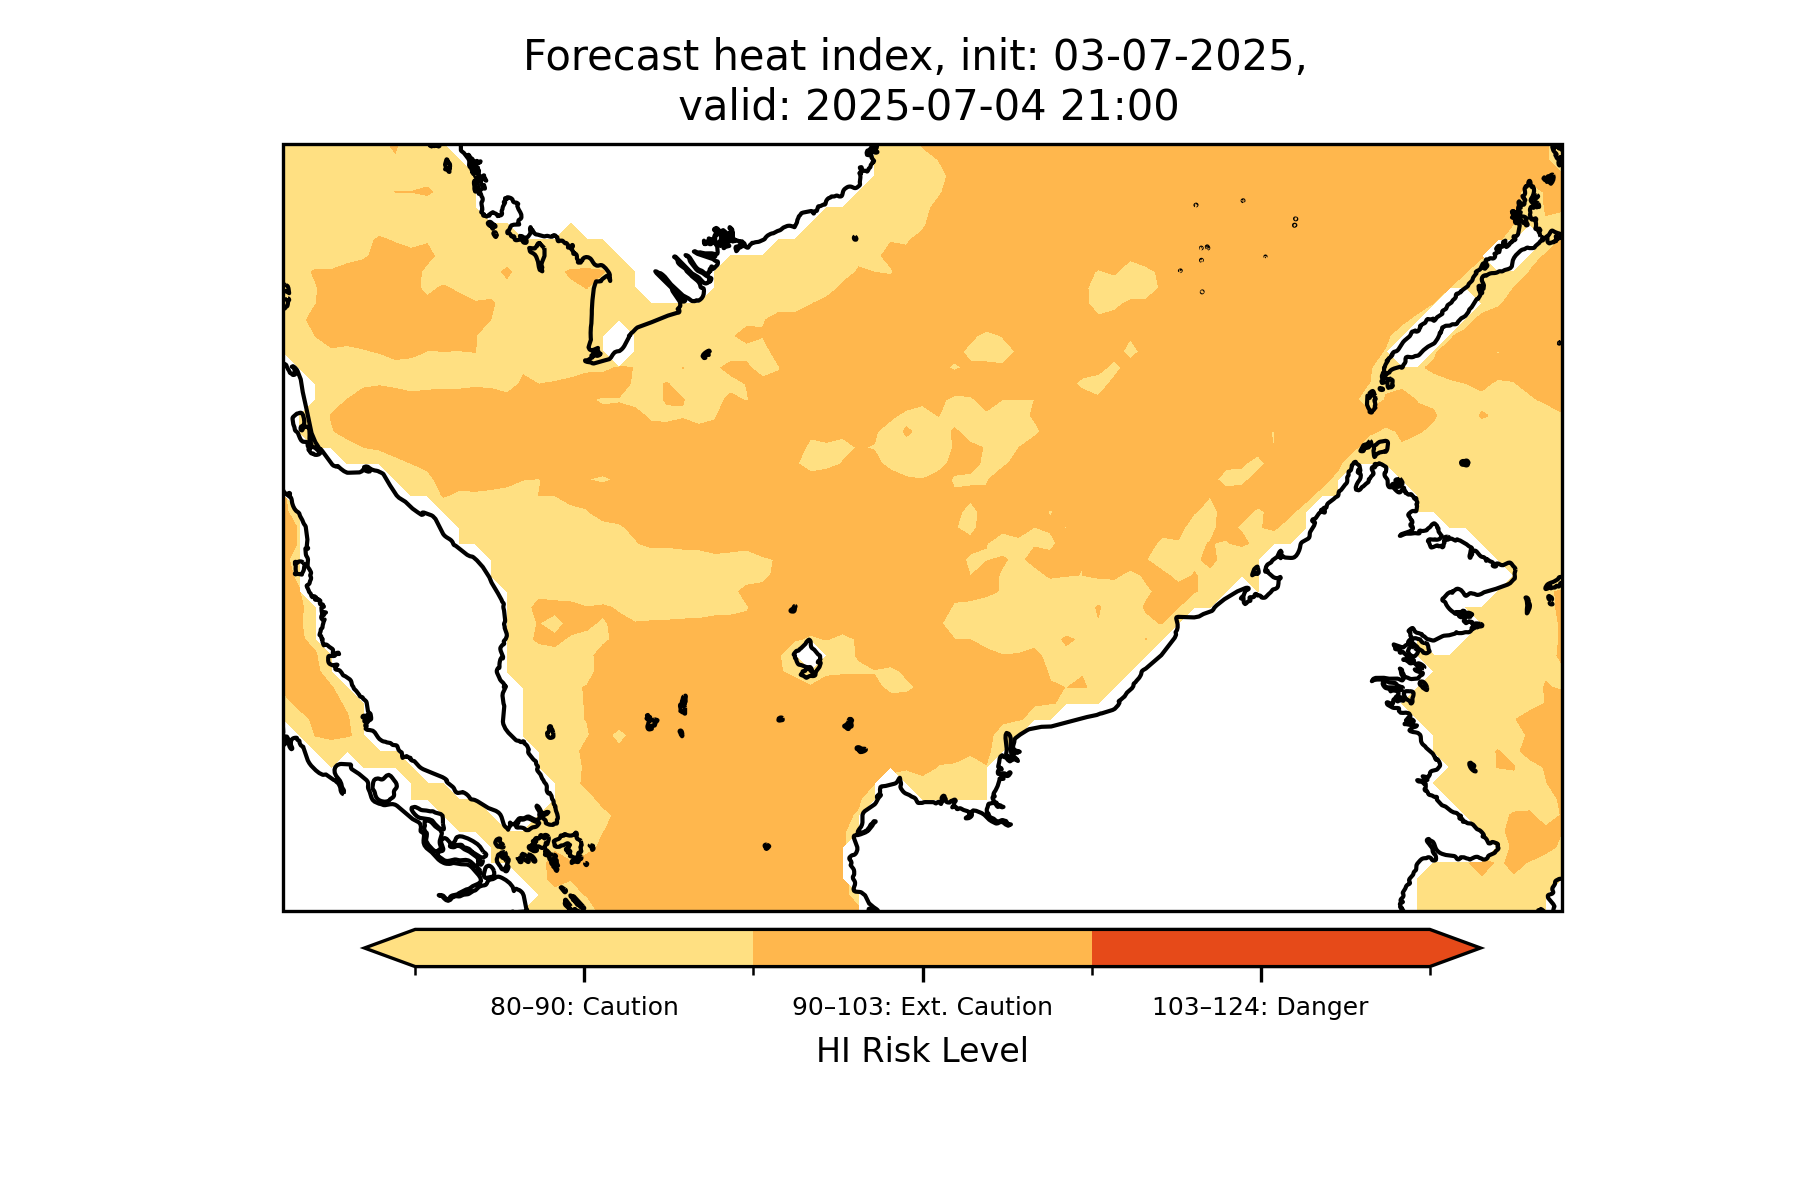 Forecast heat index, init: 03-07-2025,
valid: 2025-07-04 21:00
80–90: Caution
90–103: Ext. Caution
103–124: Danger
HI Risk Level